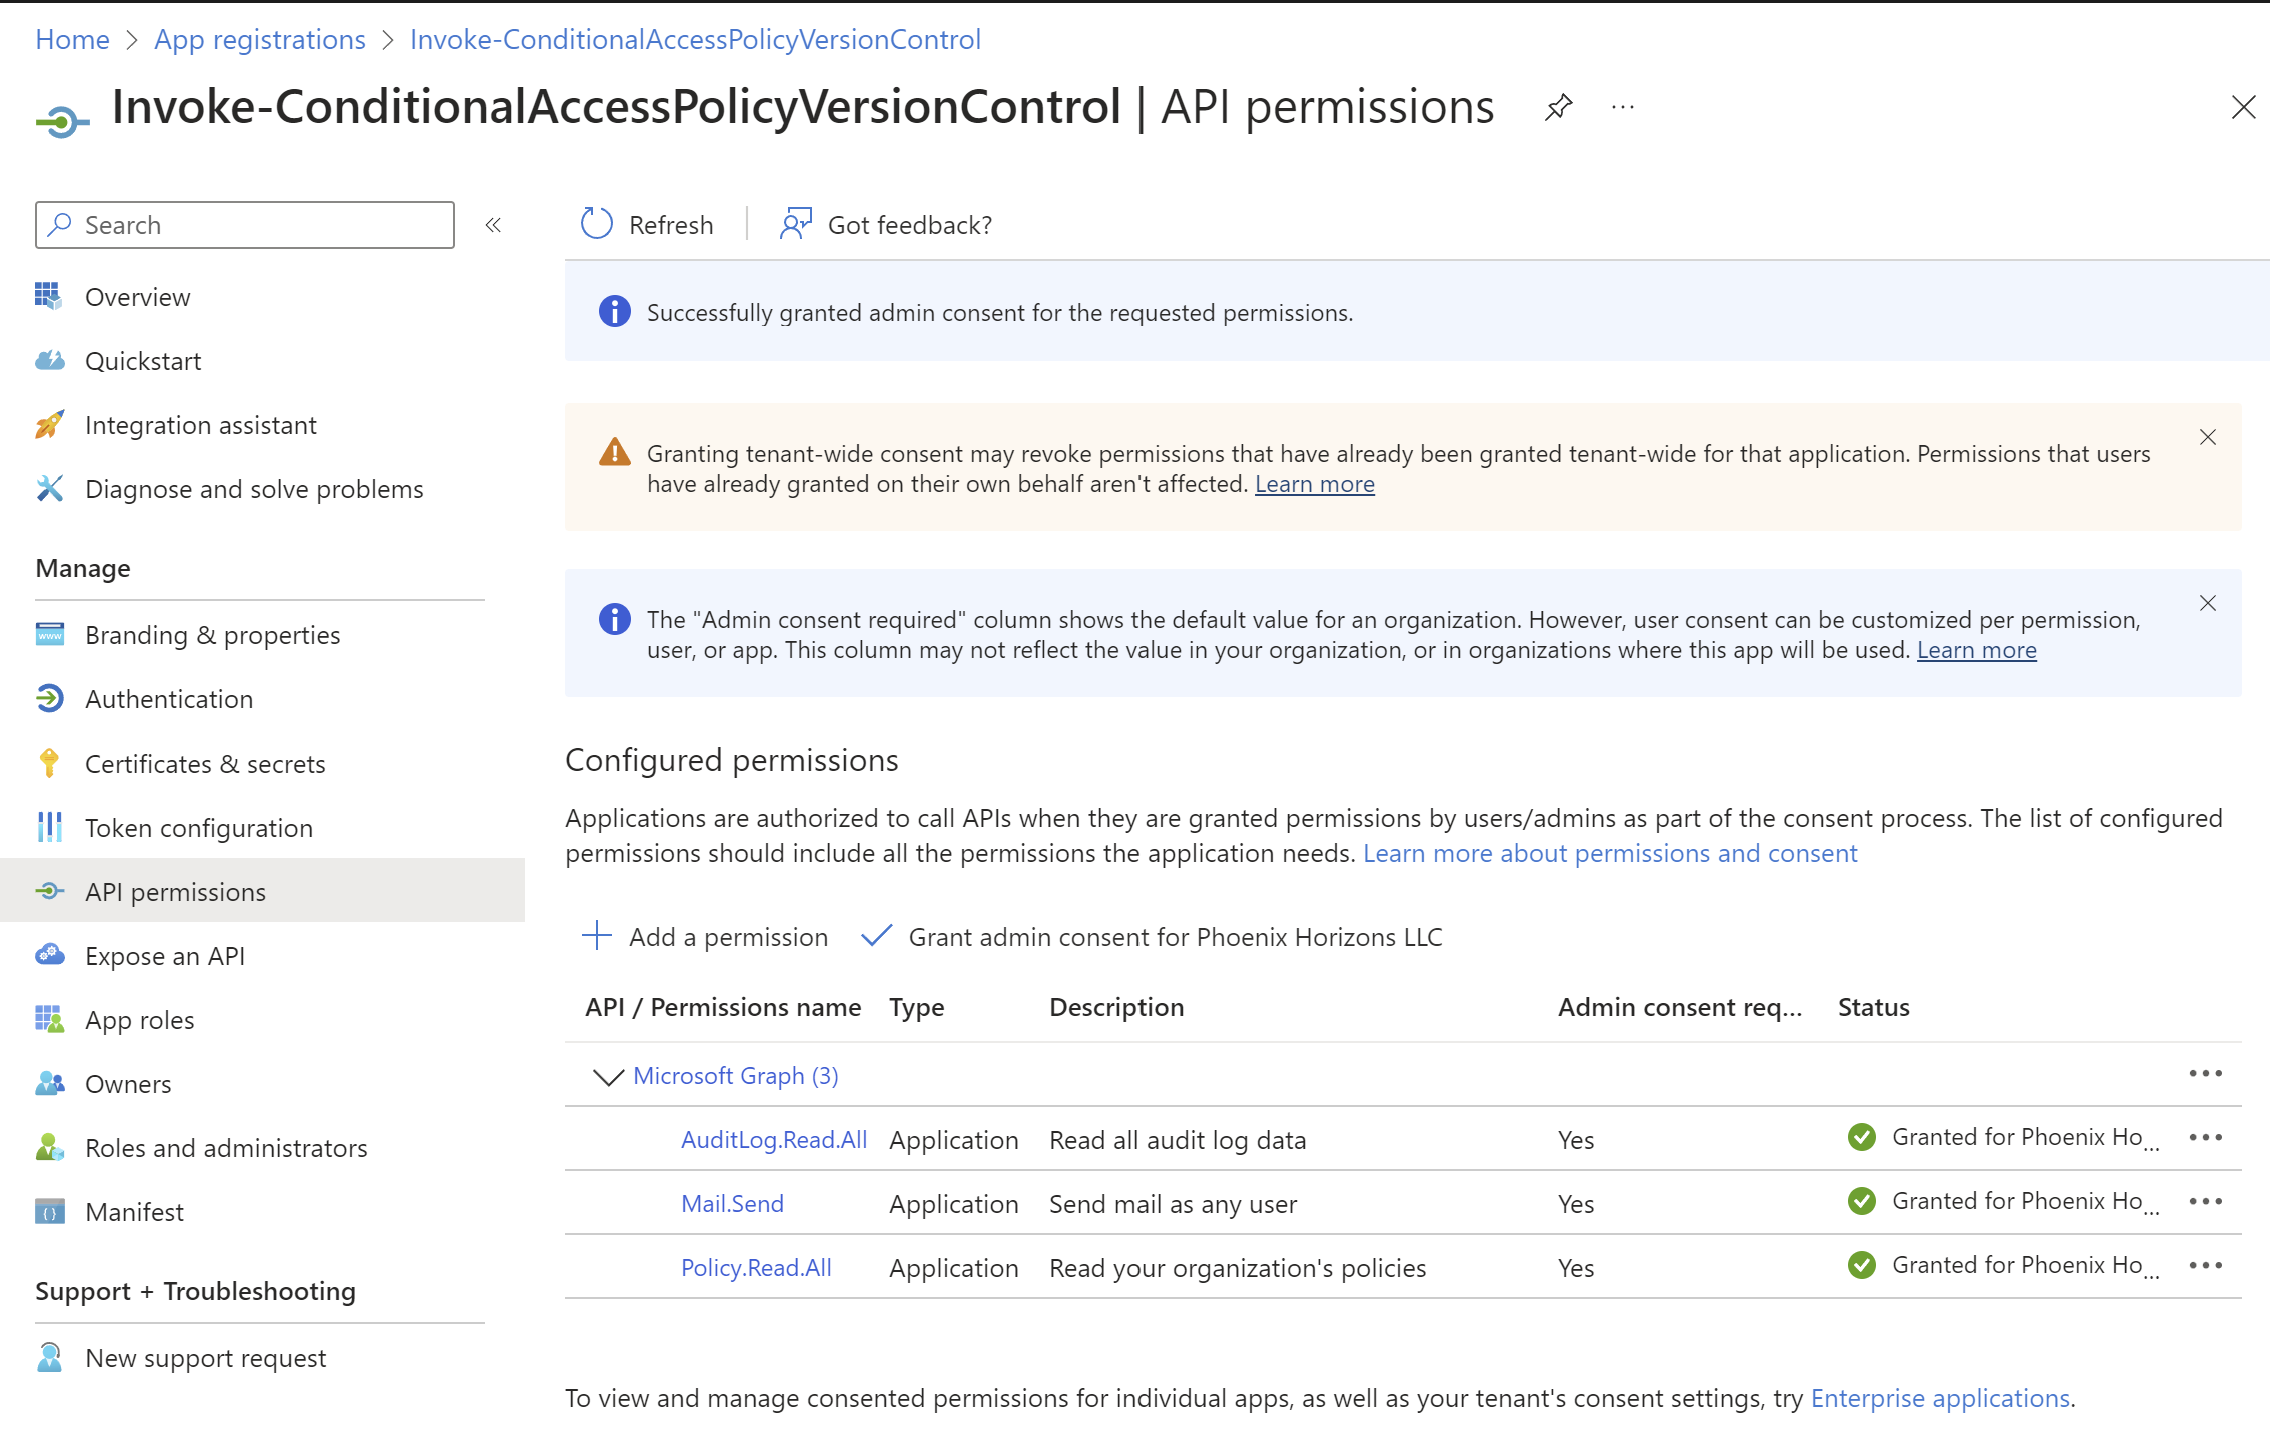 Home > App registrations > Invoke-ConditionalAccessPolicyVersionControl
Invoke-ConditionalAccessPolicyVersionControl | API permissions
Search
Overview
Quickstart
Integration assistant
Diagnose and solve problems
Manage
Branding & properties
Authentication
Certificates & secrets
Token configuration
API permissions
Expose an API
App roles
Owners
Roles and administrators
Manifest
Support + Troubleshooting
New support request
Refresh
Got feedback?
Successfully granted admin consent for the requested permissions.
Granting tenant-wide consent may revoke permissions that have already been granted tenant-wide for that application. Permissions that users
have already granted on their own behalf aren't affected. Learn more
The "Admin consent required" column shows the default value for an organization. However, user consent can be customized per permission,
user, or app. This column may not reflect the value in your organization, or in organizations where this app will be used. Learn more
Configured permissions
Applications are authorized to call APIs when they are granted permissions by users/admins as part of the consent process. The list of configured
permissions should include all the permissions the application needs. Learn more about permissions and consent
Add a permission
Grant admin consent for Phoenix Horizons LLC
API / Permissions name Type Description Admin consent req... Status
Microsoft Graph (3)
AuditLog.Read.All Application Read all audit log data Yes Granted for Phoenix Ho...
Mail.Send Application Send mail as any user Yes Granted for Phoenix Ho...
Policy.Read.All Application Read your organization's policies Yes Granted for Phoenix Ho...
To view and manage consented permissions for individual apps, as well as your tenant's consent settings, try Enterprise applications.